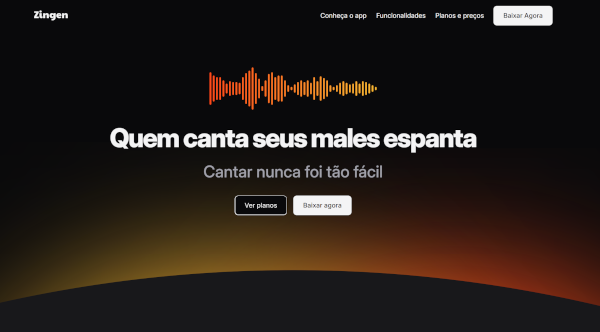 Zingen
Conheça o app
Funcionalidades
Planos e preços
Baixar Agora
Quem canta seus males espanta
Cantar nunca foi tão fácil
Ver planos
Baixar agora